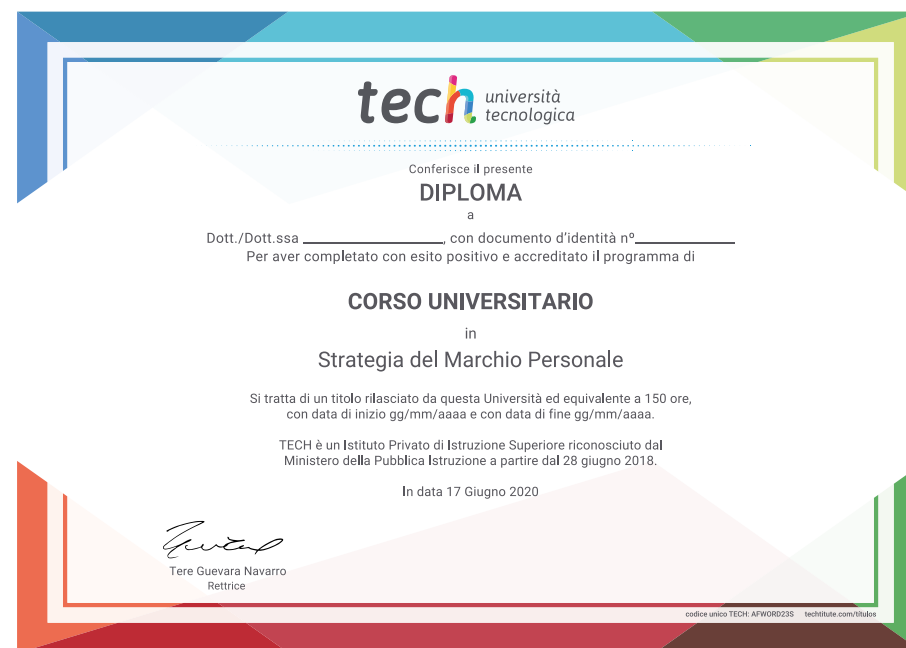 tech università
tecnologica
Conferisce il presente
DIPLOMA
a
Dott./Dott.ssa ____________________, con documento d'identità nº______________
Per aver completato con esito positivo e accreditato il programma di
CORSO UNIVERSITARIO
in
Strategia del Marchio Personale
Si tratta di un titolo rilasciato da questa Università ed equivalente a 150 ore,
con data di inizio gg/mm/aaaa e con data di fine gg/mm/aaaa.
TECH è un Istituto Privato di Istruzione Superiore riconosciuto dal
Ministero della Pubblica Istruzione a partire dal 28 giugno 2018.
In data 17 Giugno 2020
Tere Guevara Navarro
Rettrice
codice unico TECH: AFWORD23S techtitute.com/titulos